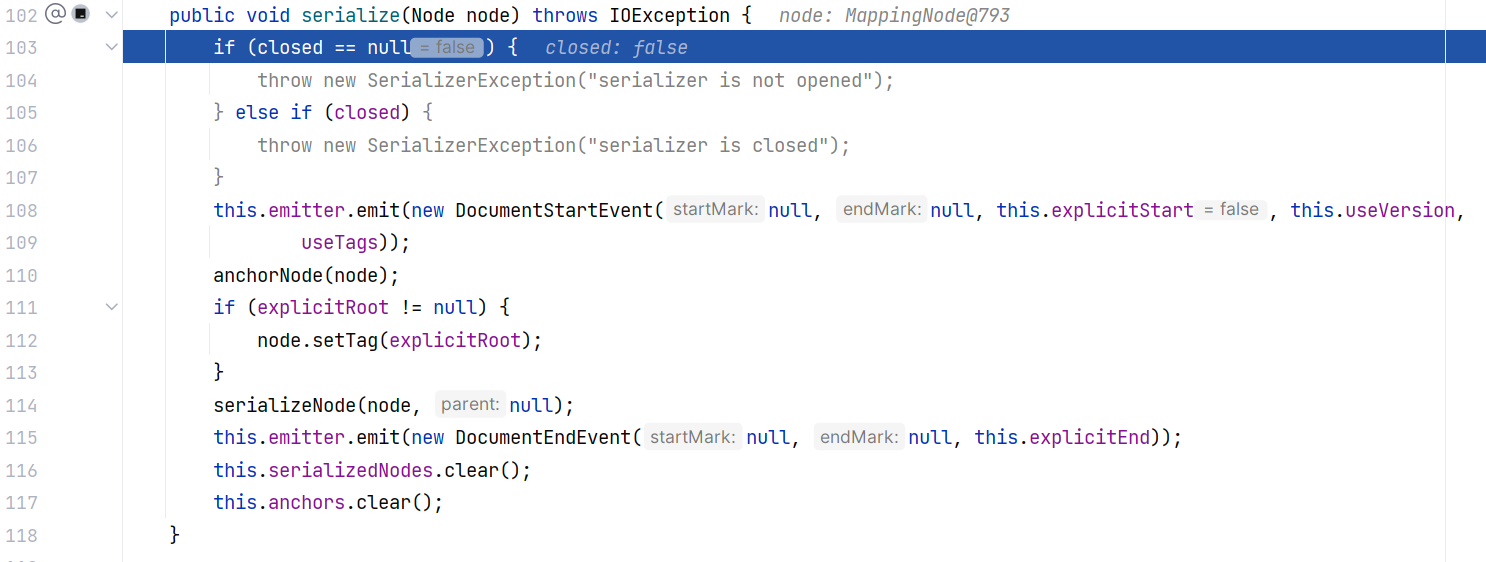 102 @ public void serialize(Node node) throws IOException { node: MappingNode@793
103 if (closed == null = false ) { closed: false
104 throw new SerializerException("serializer is not opened");
105 } else if (closed) {
106 throw new SerializerException("serializer is closed");
107 }
108 this.emitter.emit(new DocumentStartEvent( startMark: null, endMark: null, this.explicitStart = false , this.useVersion,
109 useTags));
110 anchorNode(node);
111 if (explicitRoot != null) {
112 node.setTag(explicitRoot);
113 }
114 serializeNode(node, parent: null);
115 this.emitter.emit(new DocumentEndEvent( startMark: null, endMark: null, this.explicitEnd));
116 this.serializedNodes.clear();
117 this.anchors.clear();
118 }